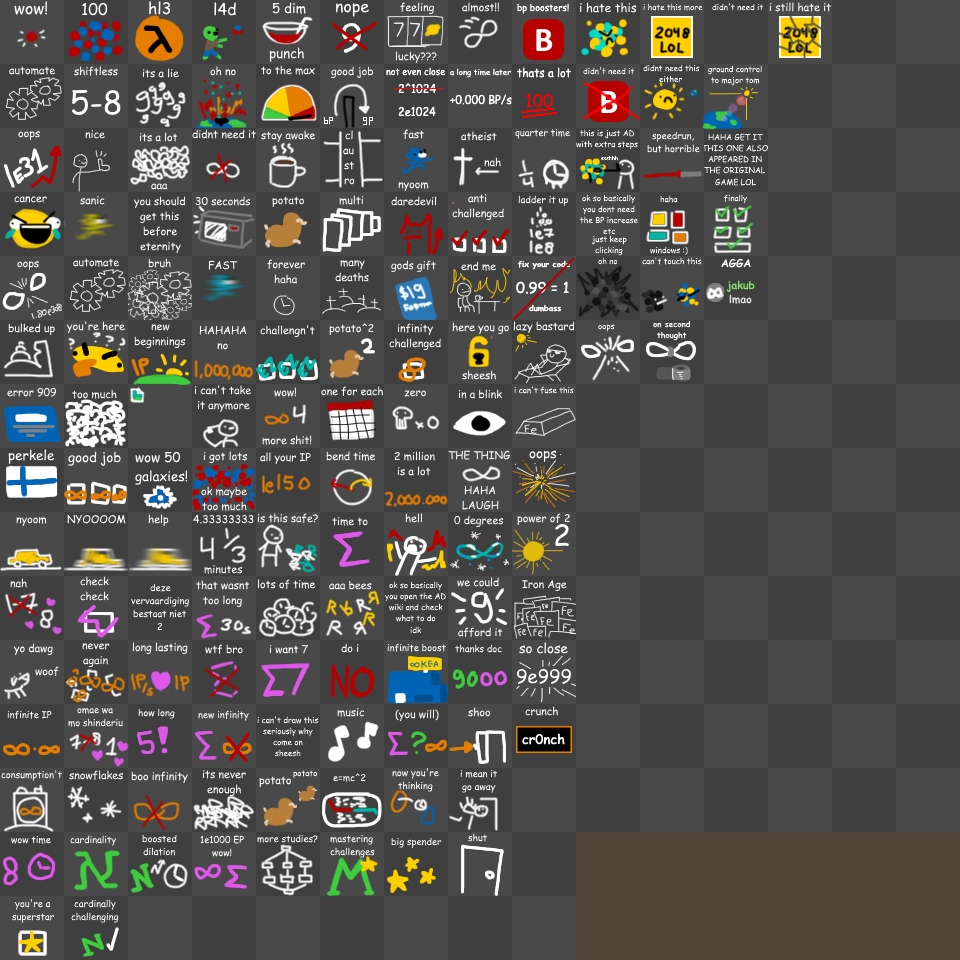 wow!
100
hl3
l4d
5 dim
punch
nope
9
feeling
7 7
lucky???
almost!!
bp boosters!
B
i hate this
i hate this more
2048
LOL
didn't need it
i still hate it
2048
LOL
automate
shiftless
5-8
its a lie
oh no
to the max
good job
BP 9P
not even close
2^1024
2e1024
a long time later
+0,000 BP/s
thats a lot
100
didn't need it
B
didnt need this
either
ground control
to major tom
oops
1e31
nice
its a lot
aaa
didnt need it
stay awake
cl
au
st
ro
fast
nyoom
atheist
nah
quarter time
1/4
this is just AD
with extra steps
speedrun,
but horrible
HAHA GET IT
THIS ONE ALSO
APPEARED IN
THE ORIGINAL
GAME LOL
cancer
sanic
you should
get this
before
eternity
30 seconds
potato
multi
daredevil
anti
challenged
ladder it up
1e6
1e7
1e8
ok so basically
you dont need
the BP increase
etc
just keep
clicking
haha
windows :)
finally
oops
1.80e308
automate
bruh
FAST
forever
haha
many
deaths
gods gift
$19
end me
fix your code
0.99 = 1
dumbass
oh no
can't touch this
AGGA
jakub
lmao
bulked up
you're here
new
beginnings
IP
HAHAHA
no
1,000,000
challengn't
potato^2
2
infinity
challenged
here you go
sheesh
lazy bastard
oops
on second
thought
error 909
too much
i can't take
it anymore
wow!
∞4
more shit!
one for each
zero
x0
in a blink
i can't fuse this
Fe
perkele
good job
wow 50
galaxies!
i got lots
ok maybe
too much
all your IP
1e150
bend time
2 million
is a lot
2,000,000
THE THING
∞
HAHA
LAUGH
oops
nyoom
NYOOOOM
help
4,33333333
4 1/3
minutes
is this safe?
time to
Σ
hell
0 degrees
power of 2
2
nah
1 7 8
check
check
deze
vervaardiging
bestaat niet
2
that wasnt
too long
Σ 30s
lots of time
aaa bees
R R R
R R R
ok so basically
you open the AD
wiki and check
what to do
idk
we could
9
afford it
Iron Age
Fe Fe Fe
yo dawg
woof
never
again
long lasting
IP/s IP
wtf bro
Σ
i want 7
Σ7
do i
NO
infinite boost
∞KEA
thanks doc
9000
so close
9e999
infinite IP
∞.∞
omae wa
mo shinderiu
7 8 1
how long
5!
new infinity
Σ ∞
i can't draw this
seriously why
come on
sheesh
music
(you will)
Σ?∞
shoo
crunch
cr0nch
consumption't
∞
snowflakes
boo infinity
∞
its never
enough
potato potato
e=mc^2
now you're
thinking
i mean it
go away
wow time
8
cardinality
N
boosted
dilation
N
1e1000 EP
wow!
∞ Σ
more studies?
mastering
challenges
M
big spender
shut
you're a
superstar
cardinally
challenging
N